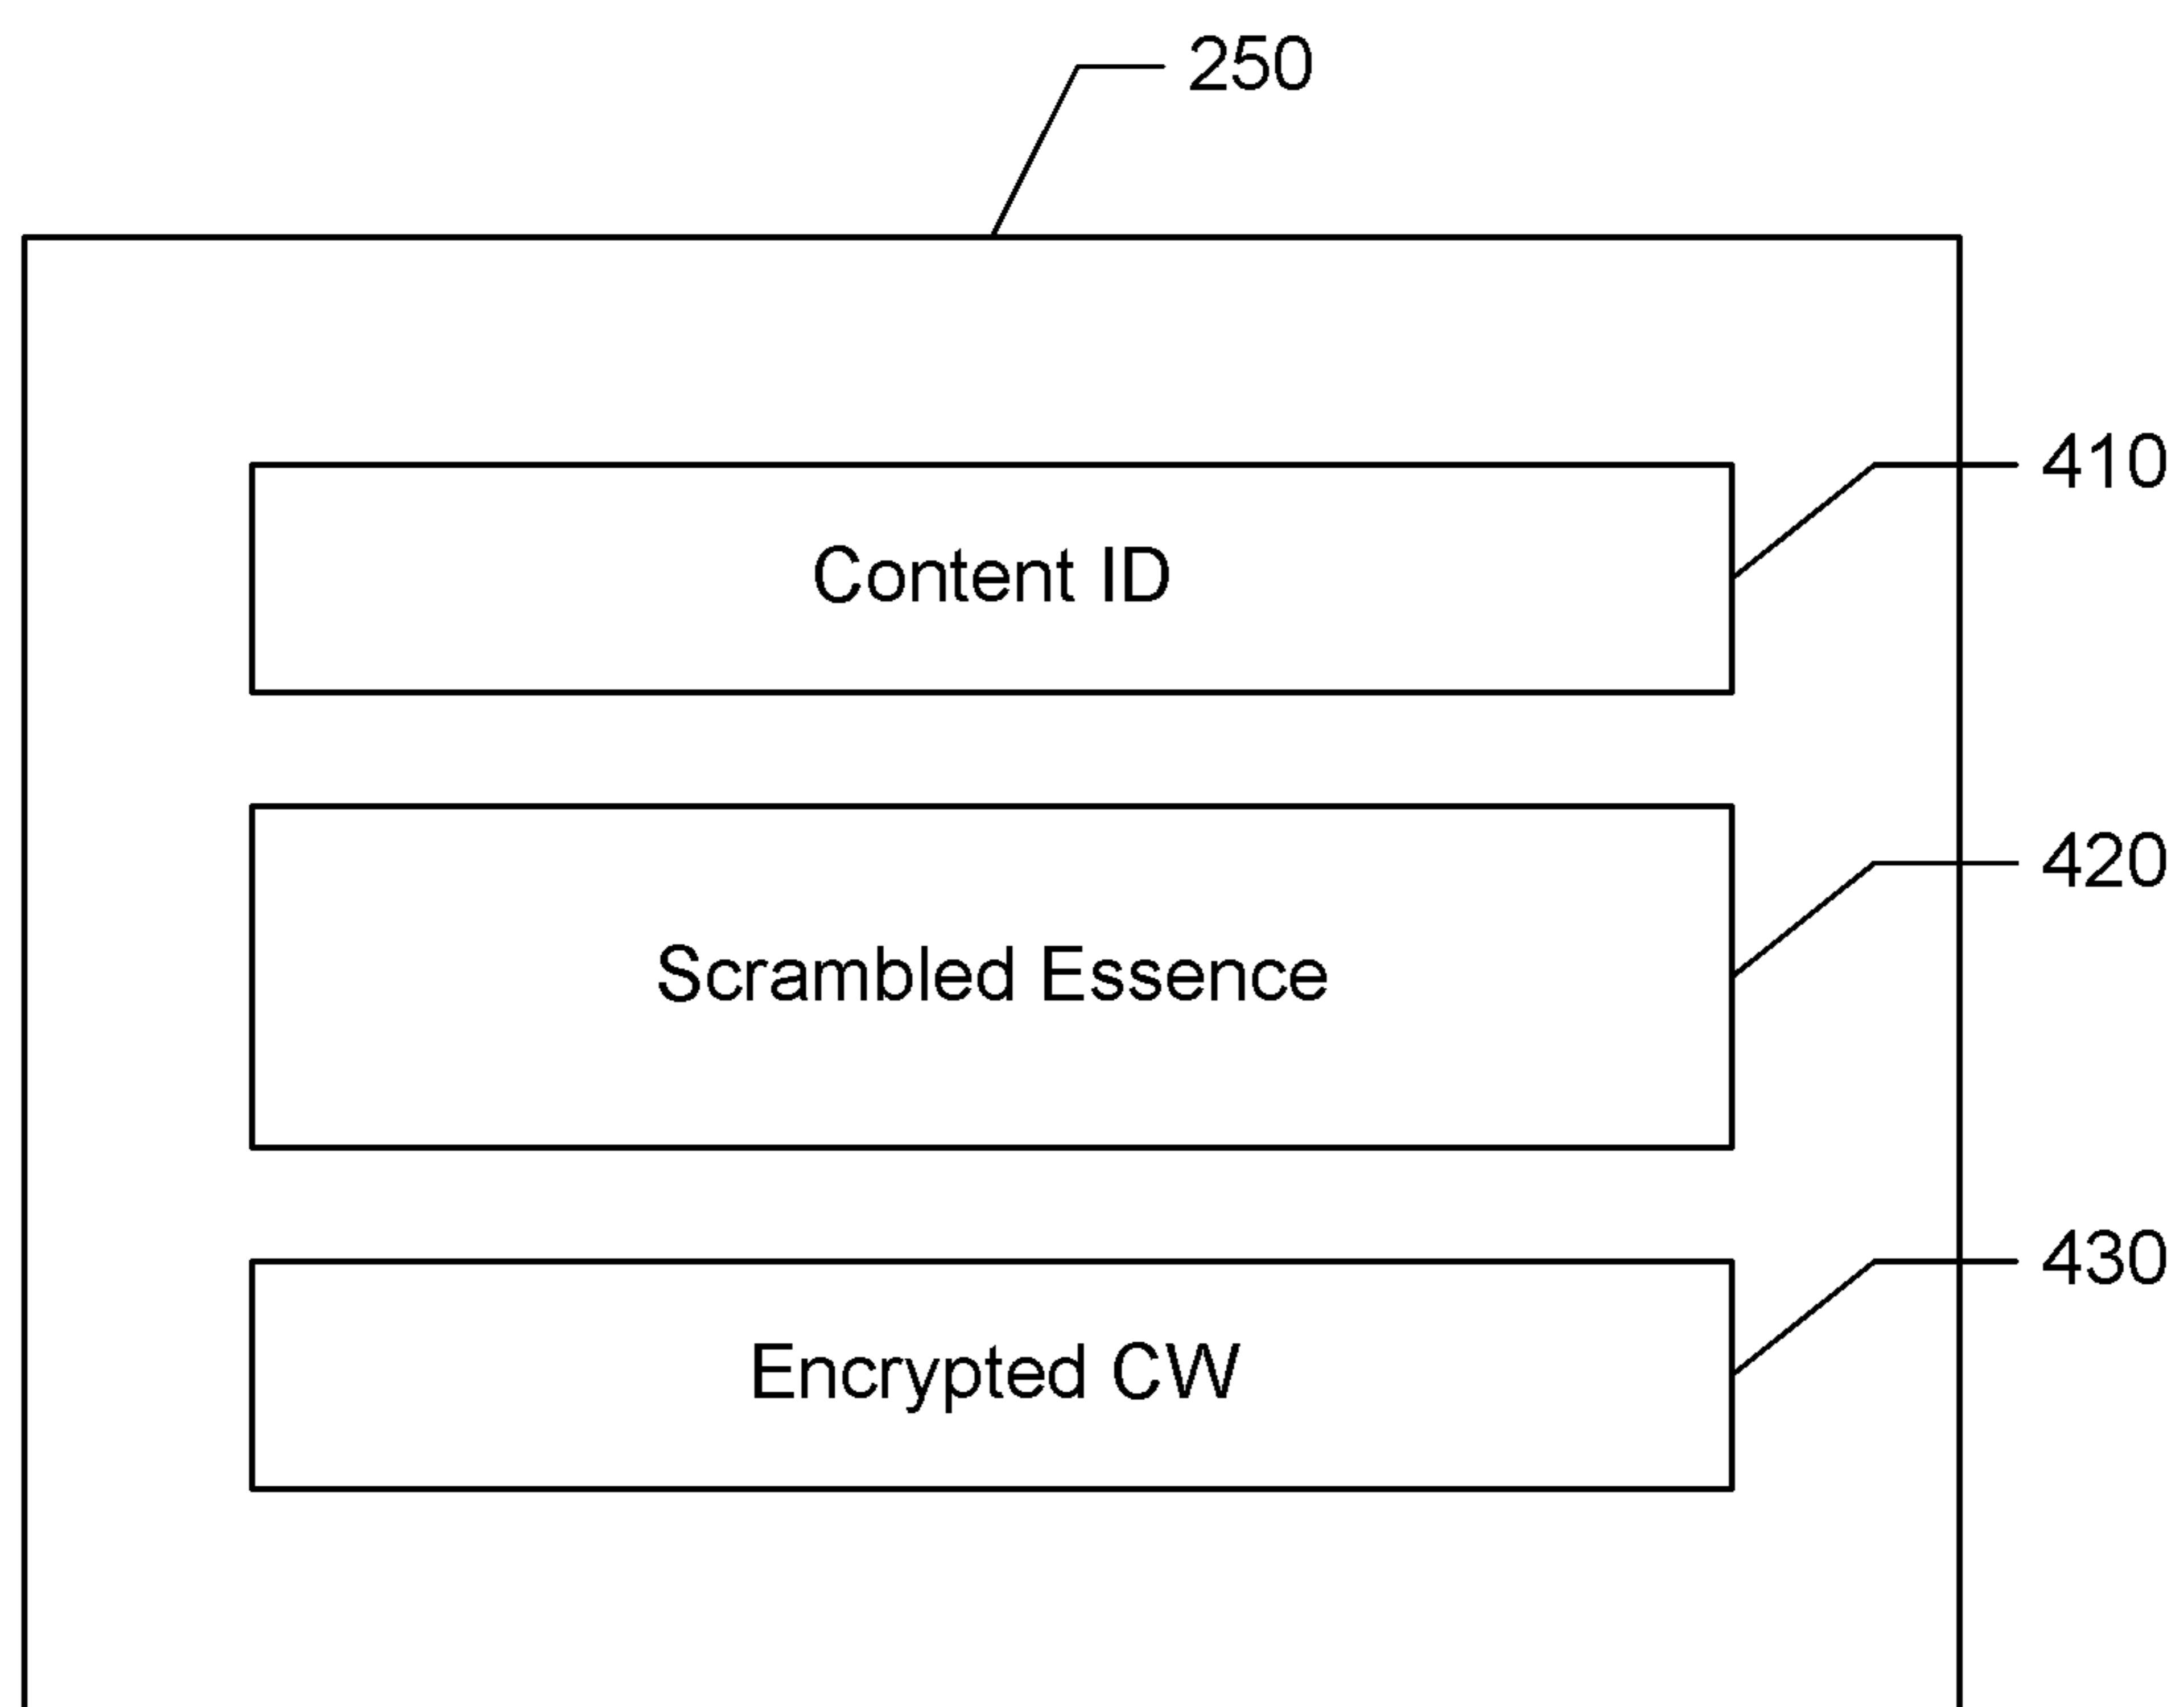 250
410
Content ID
420
Scrambled Essence
430
Encrypted CW